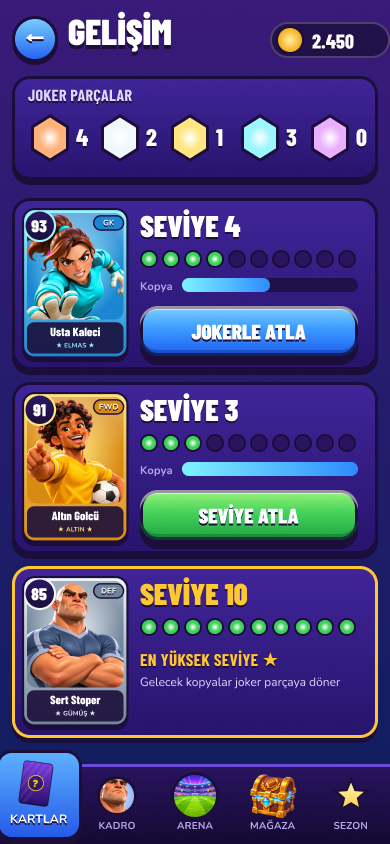 GELİŞİM
2.450
JOKER PARÇALAR
4 2 1 3 0
93 GK
Usta Kaleci
★ ELMAS ★
SEVİYE 4
Kopya
JOKERLE ATLA
91 FWD
Altın Golcü
★ ALTIN ★
SEVİYE 3
Kopya
SEVİYE ATLA
85 DEF
Sert Stoper
★ GÜMÜŞ ★
SEVİYE 10
EN YÜKSEK SEVİYE ★
Gelecek kopyalar joker parçaya döner
?
KARTLAR
KADRO
ARENA
MAĞAZA
SEZON